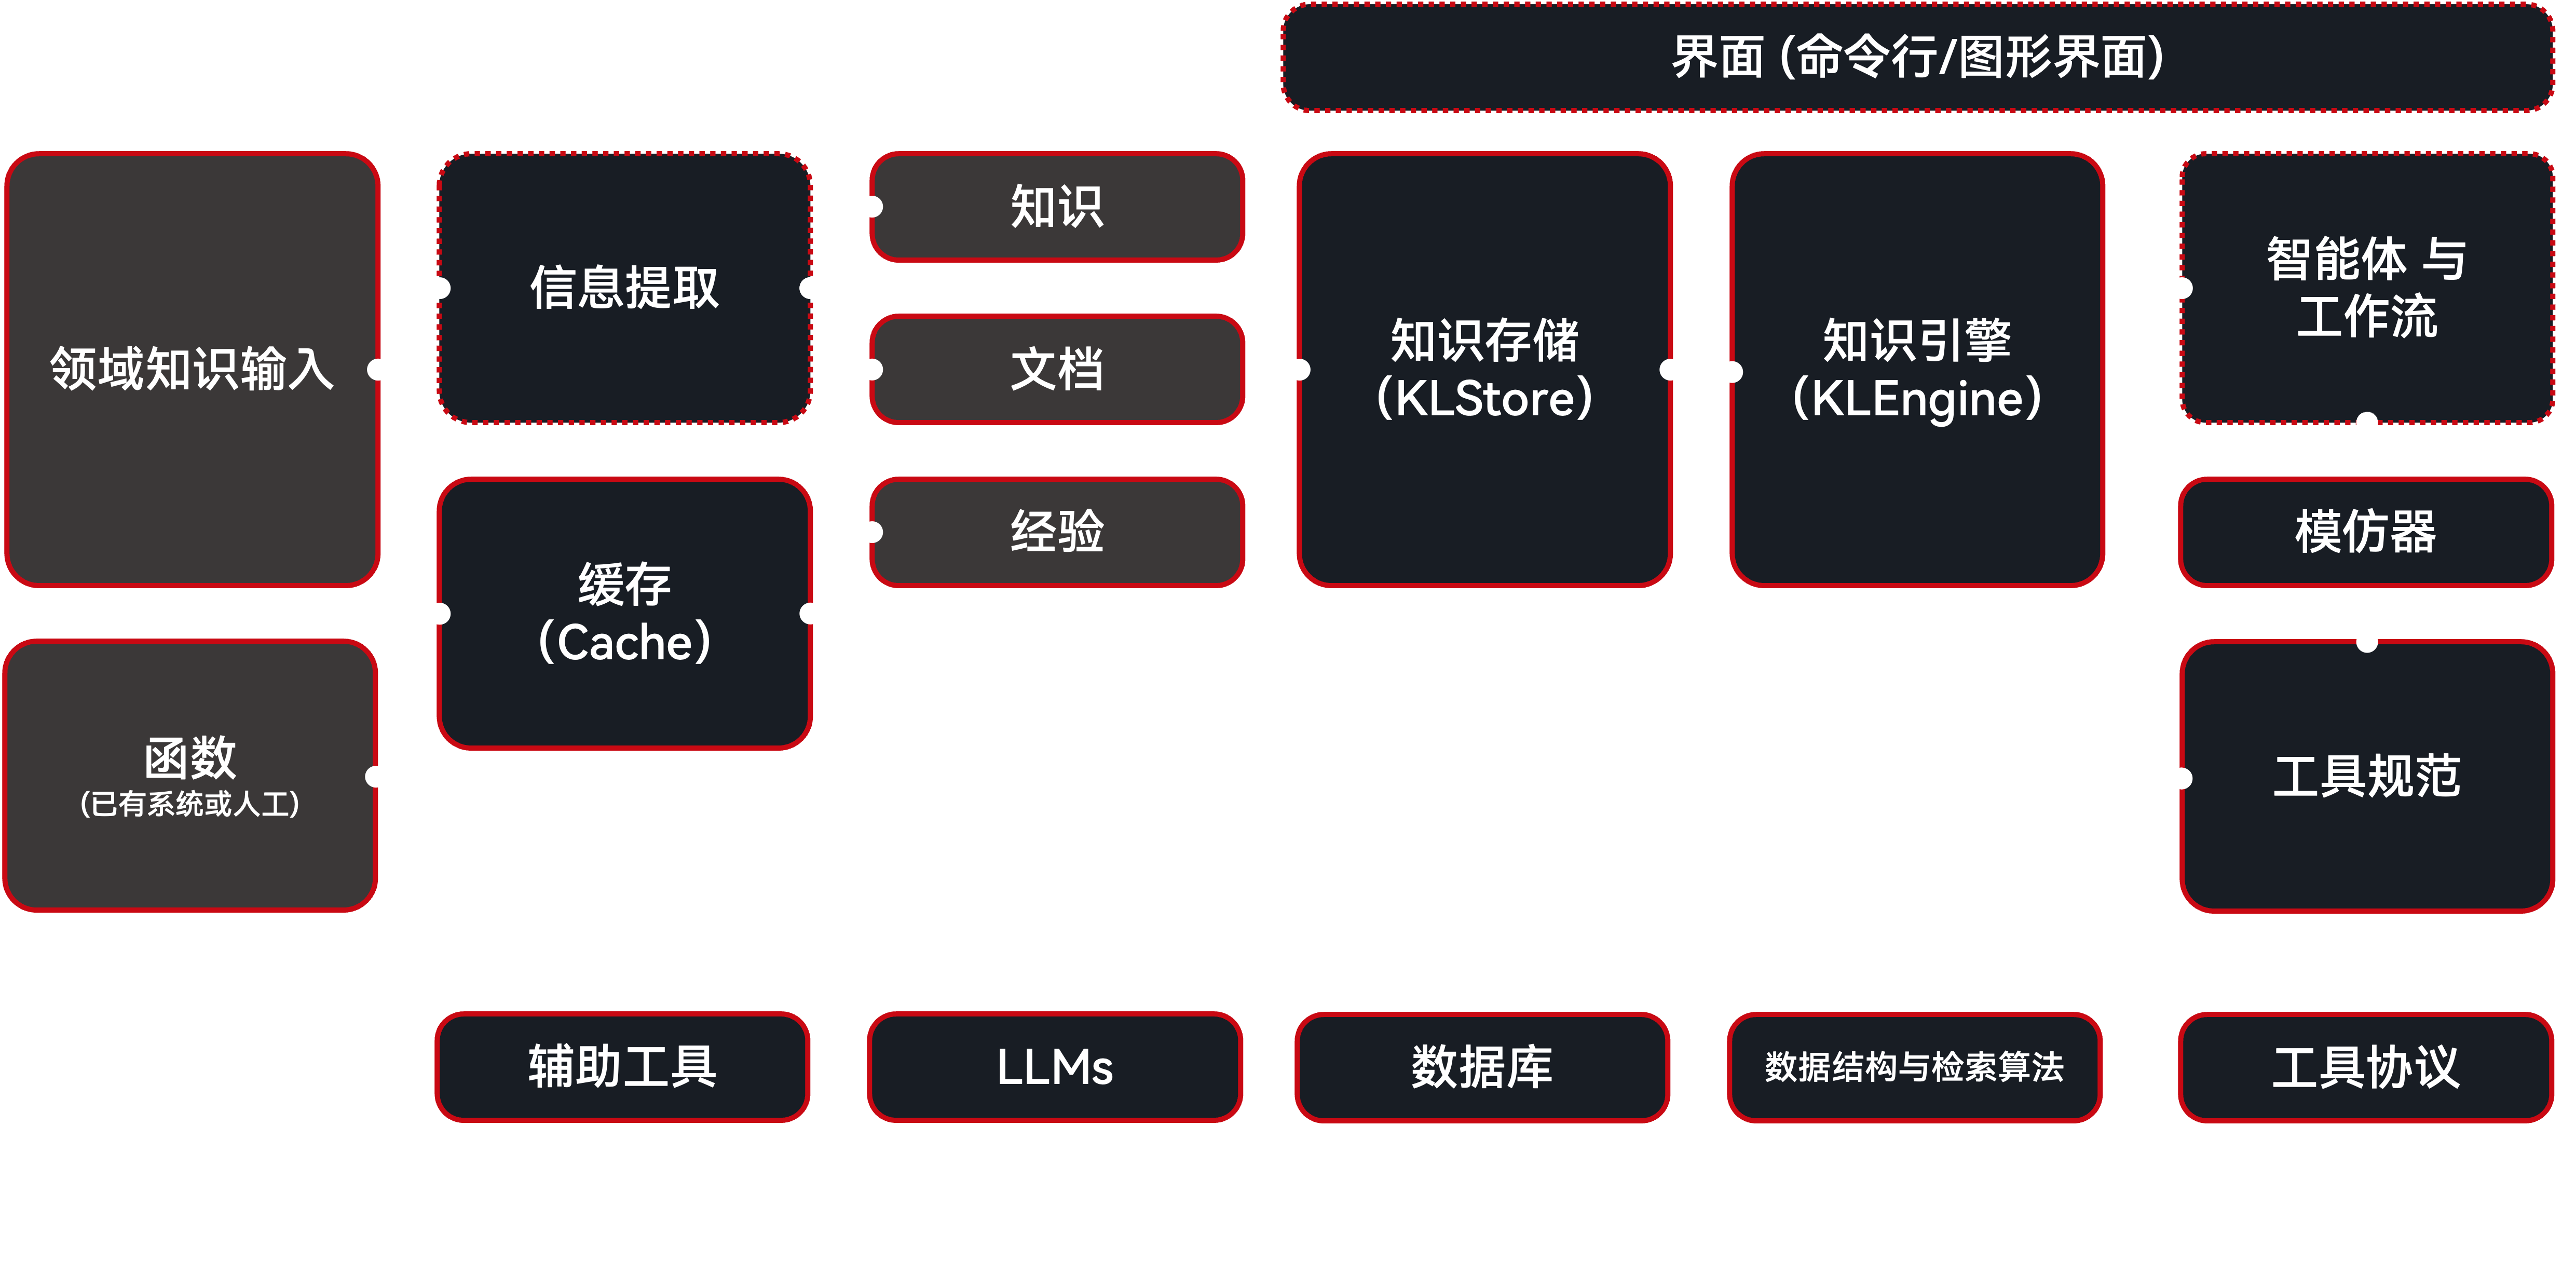 界面 (命令行/图形界面)
领域知识输入
信息提取
知识
文档
经验
知识存储
(KLStore)
知识引擎
(KLEngine)
智能体 与
工作流
模仿器
缓存
(Cache)
函数
(已有系统或人工)
工具规范
辅助工具
LLMs
数据库
数据结构与检索算法
工具协议